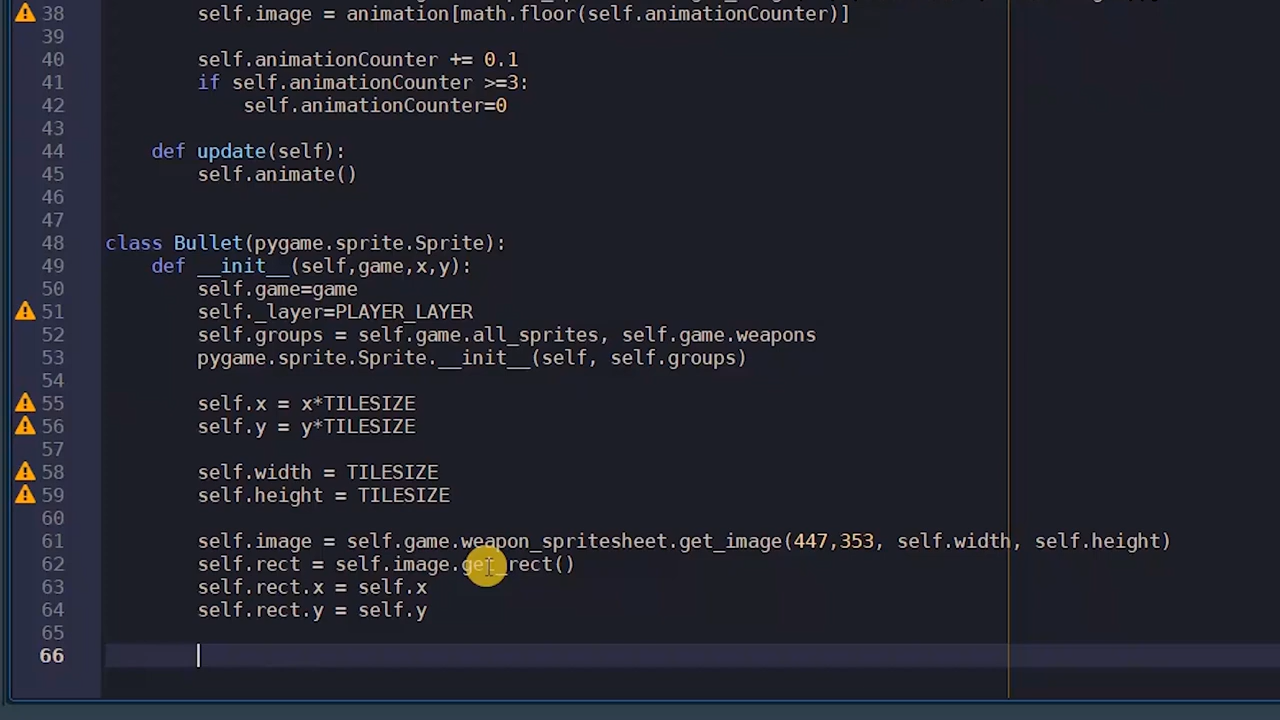 38 self.image = animation[math.floor(self.animationCounter)]
39
40 self.animationCounter += 0.1
41 if self.animationCounter >=3:
42 self.animationCounter=0
43
44 def update(self):
45 self.animate()
46
47
48 class Bullet(pygame.sprite.Sprite):
49 def __init__(self,game,x,y):
50 self.game=game
51 self._layer=PLAYER_LAYER
52 self.groups = self.game.all_sprites, self.game.weapons
53 pygame.sprite.Sprite.__init__(self, self.groups)
54
55 self.x = x*TILESIZE
56 self.y = y*TILESIZE
57
58 self.width = TILESIZE
59 self.height = TILESIZE
60
61 self.image = self.game.weapon_spritesheet.get_image(447,353, self.width, self.height)
62 self.rect = self.image.get_rect()
63 self.rect.x = self.x
64 self.rect.y = self.y
65
66